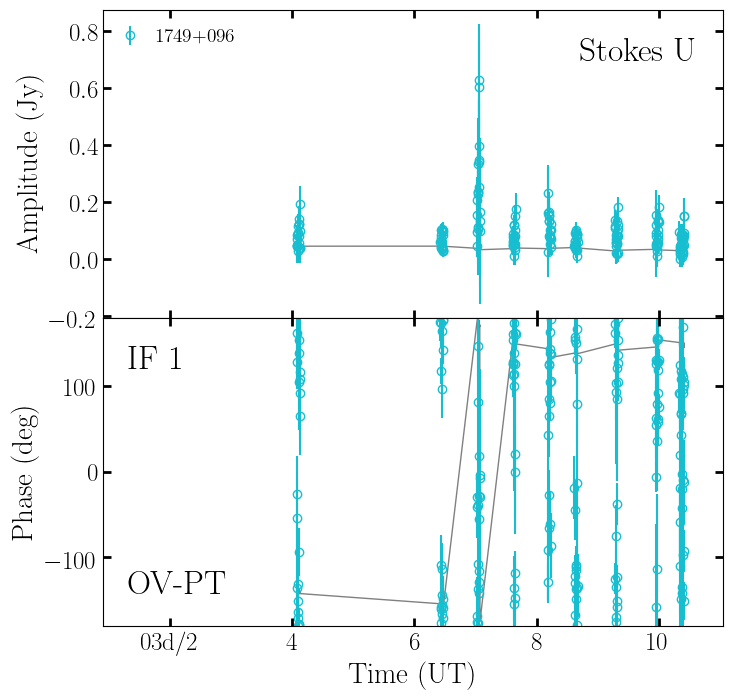 1749+096
Stokes U
Amplitude (Jy)
0.8
0.6
0.4
0.2
0.0
−0.2
IF 1
Phase (deg)
100
0
−100
OV-PT
03d/2 4 6 8 10
Time (UT)